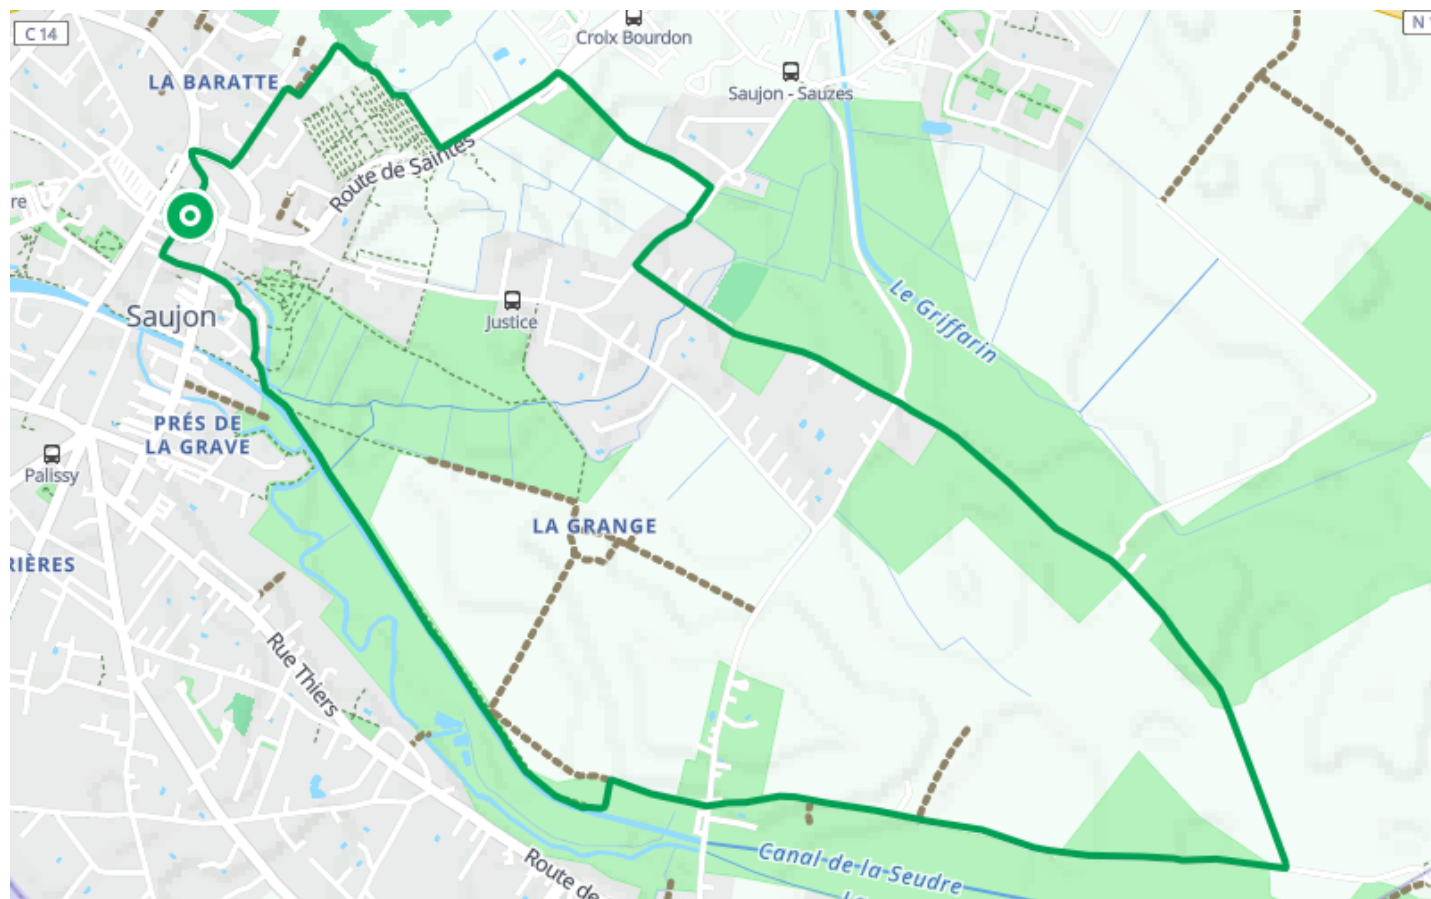 C 14
N
Croix Bourdon
LA BARATTE
Saujon - Sauzes
Route de Saintes
re
Le Griffarin
Saujon
Justice
PRÉS DE
LA GRAVE
Palissy
LA GRANGE
RIÈRES
Rue Thiers
Canal de la Seudre
Route de